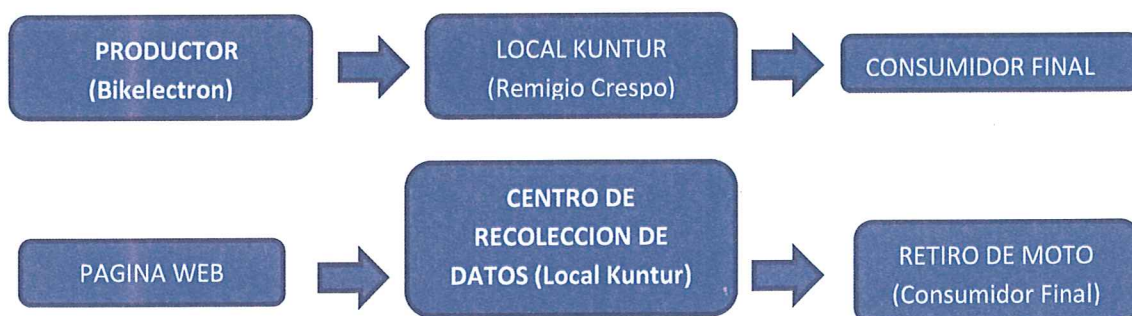 PRODUCTOR
(Bikelectron)
LOCAL KUNTUR
(Remigio Crespo)
CONSUMIDOR FINAL
PAGINA WEB
CENTRO DE
RECOLECCION DE
DATOS (Local Kuntur)
RETIRO DE MOTO
(Consumidor Final)